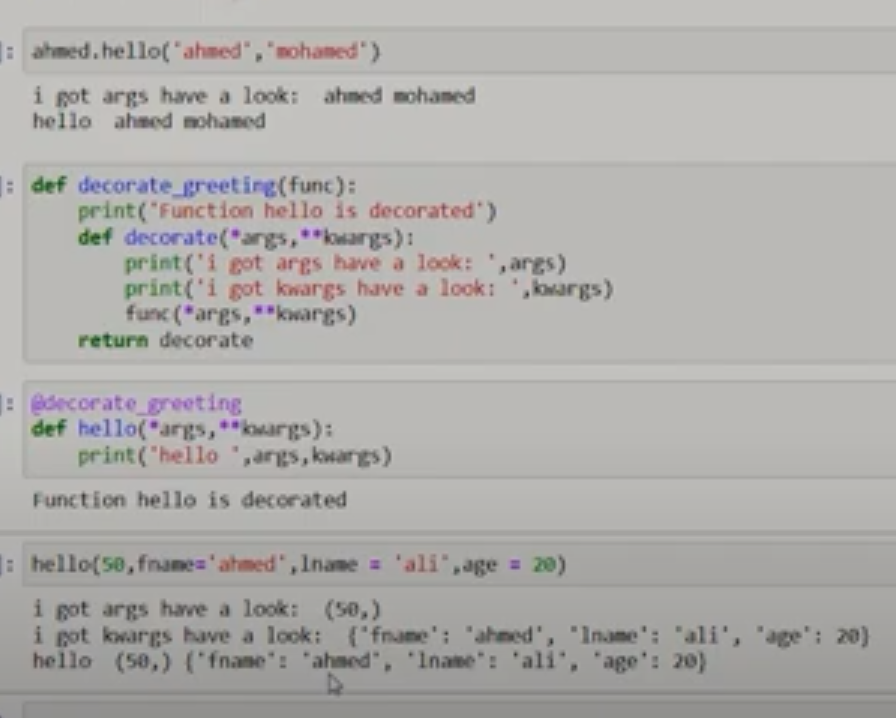 ]: ahmed.hello('ahmed','mohamed')
i got args have a look:  ahmed mohamed
hello  ahmed mohamed
]: def decorate_greeting(func):
    print('Function hello is decorated')
    def decorate(*args,**kwargs):
        print('i got args have a look: ',args)
        print('i got kwargs have a look: ',kwargs)
        func(*args,**kwargs)
    return decorate
]: @decorate_greeting
def hello(*args,**kwargs):
    print('hello ',args,kwargs)
Function hello is decorated
]: hello(50,fname='ahmed',lname = 'ali',age = 20)
i got args have a look:  (50,)
i got kwargs have a look:  {'fname': 'ahmed', 'lname': 'ali', 'age': 20}
hello  (50,) {'fname': 'ahmed', 'lname': 'ali', 'age': 20}